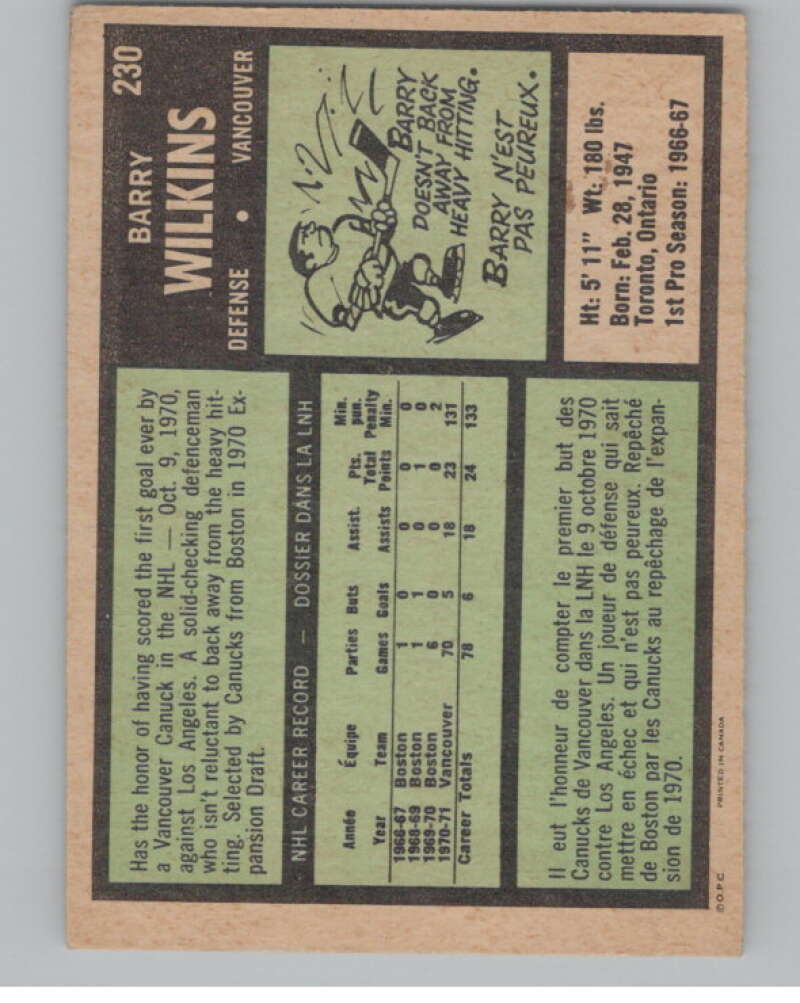 230
BARRY
WILKINS
DEFENSE • VANCOUVER
Has the honor of having scored the first goal ever by
a Vancouver Canuck in the NHL — Oct. 9, 1970,
against Los Angeles. A solid-checking defenceman
who isn't reluctant to back away from the heavy hit-
ting. Selected by Canucks from Boston in 1970 Ex-
pansion Draft.
BARRY
DOESN'T BACK
AWAY FROM
HEAVY HITTING.
BARRY N'EST
PAS PEUREUX.
NHL CAREER RECORD — DOSSIER DANS LA LNH
Année Équipe Parties Buts Assist. Pts. Min. pun.
Year Team Games Goals Assists Total Points Penalty Min.
1966-67 Boston 1 0 0 0 0
1968-69 Boston 1 1 0 1 0
1969-70 Boston 6 0 0 0 2
1970-71 Vancouver 70 5 18 23 131
Career Totals 78 6 18 24 133
Ht: 5' 11" Wt: 180 lbs.
Born: Feb. 28, 1947
Toronto, Ontario
1st Pro Season: 1966-67
Il eut l'honneur de compter le premier but des
Canucks de Vancouver dans la LNH le 9 octobre 1970
contre Los Angeles. Un joueur de défense qui sait
mettre en échec et qui n'est pas peureux. Repêché
de Boston par les Canucks au repêchage de l'expan-
sion de 1970.
© O.P.C. PRINTED IN CANADA